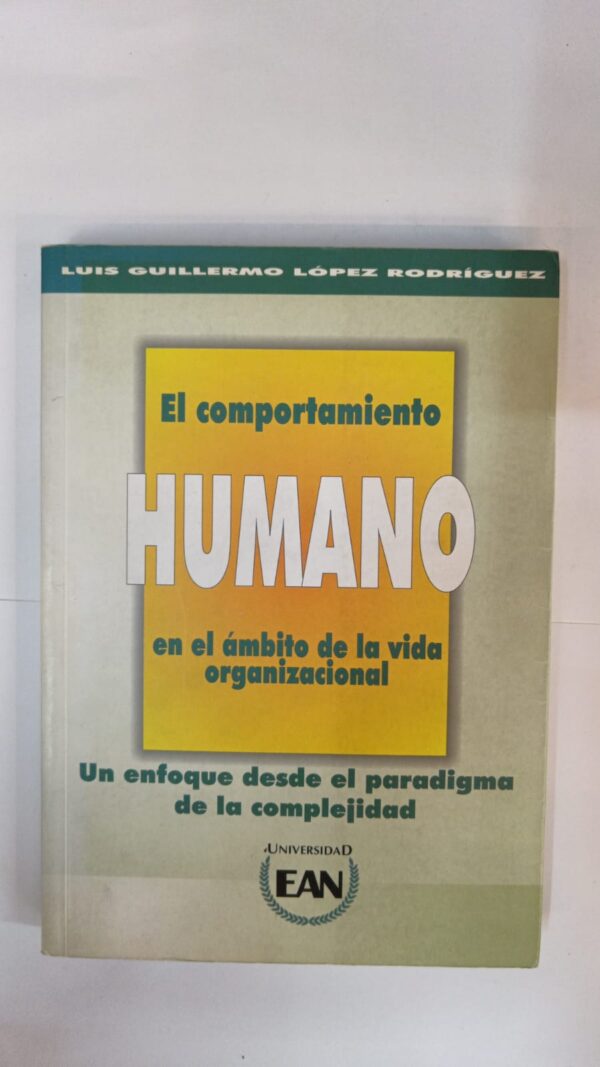 LUIS GUILLERMO LÓPEZ RODRÍGUEZ
El comportamiento
HUMANO
en el ámbito de la vida
organizacional
Un enfoque desde el paradigma
de la complejidad
UNIVERSIDAD
EAN